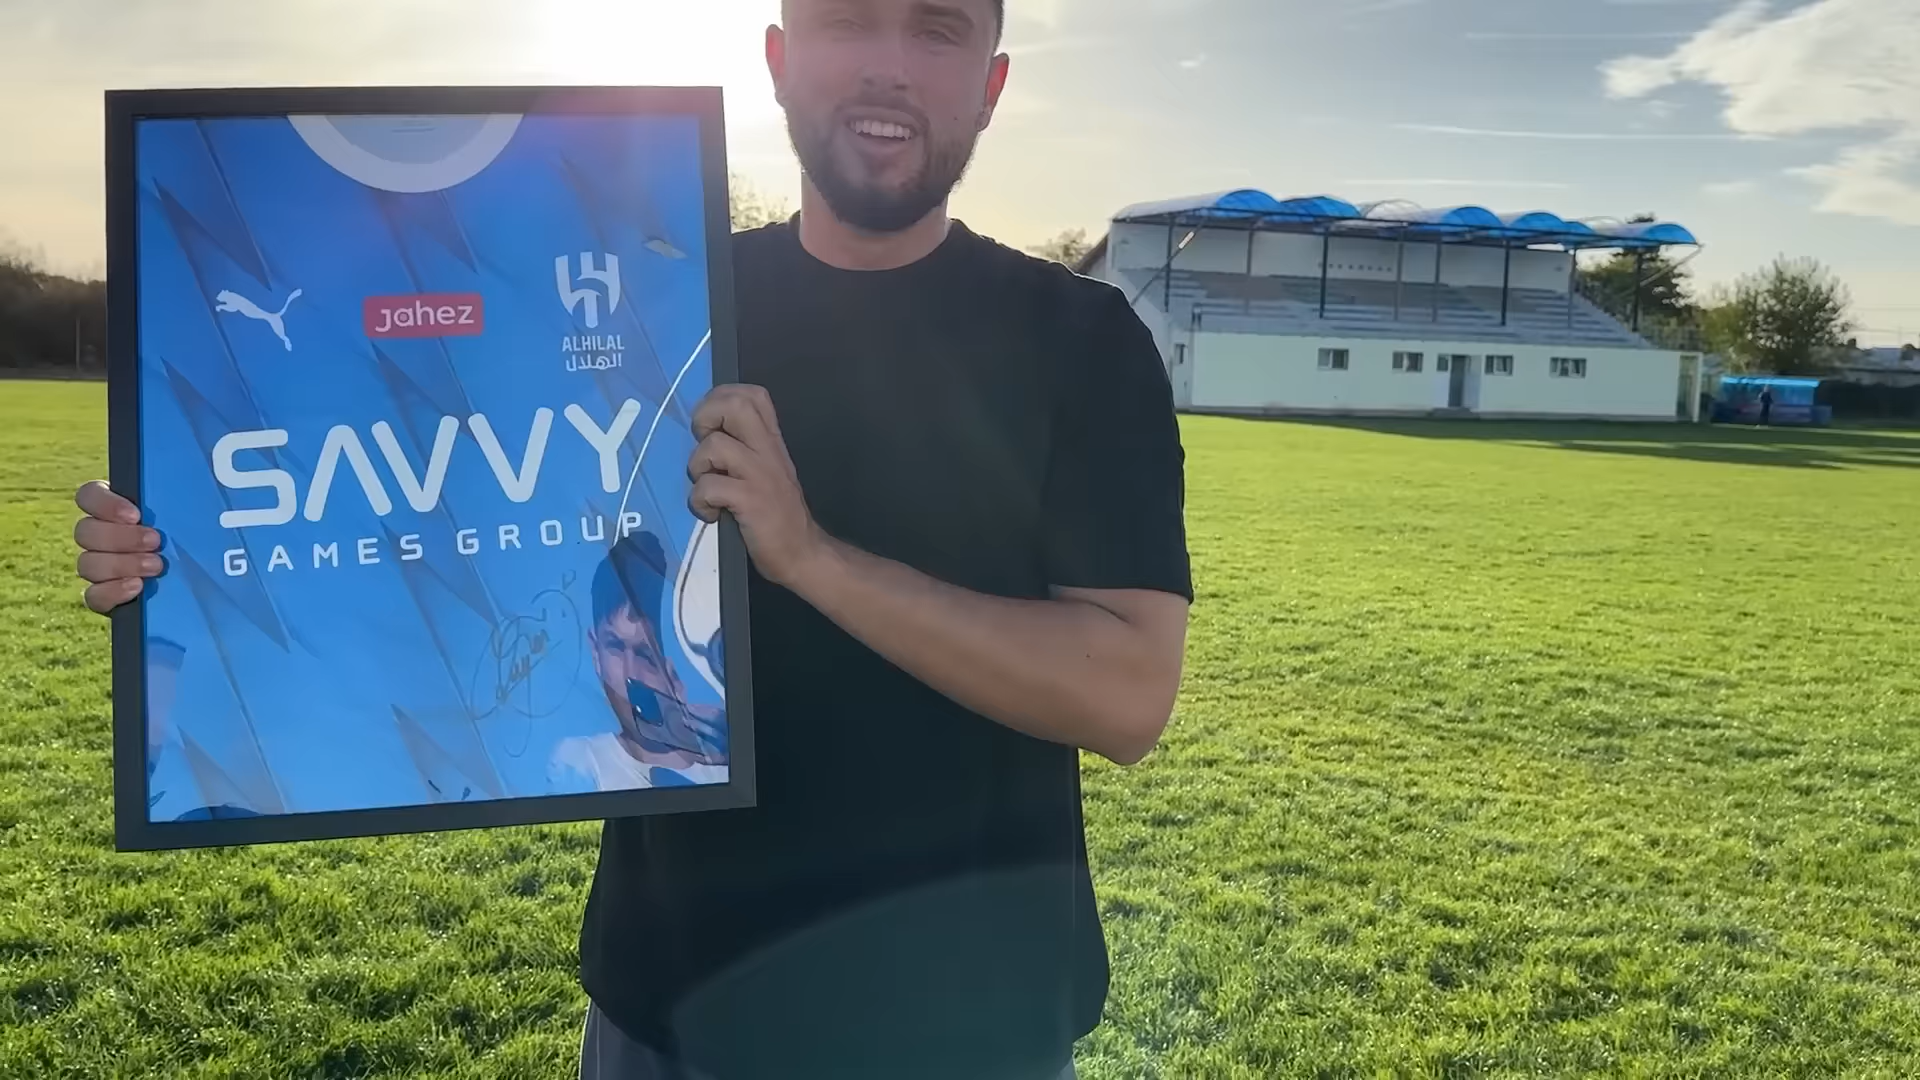 Jahez
ALHILAL
الهلال
SAVVY
GAMES GROUP